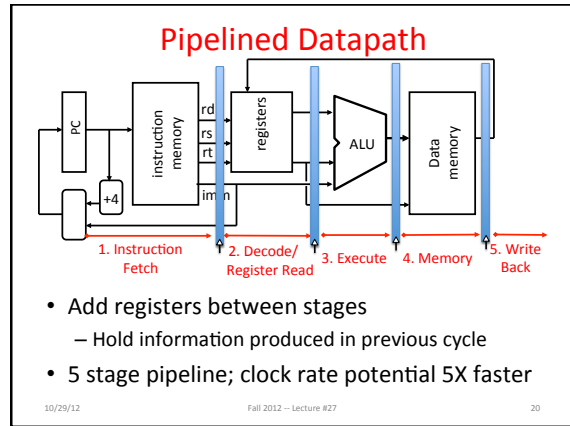 Pipelined Datapath
PC
instruction
memory
+4
rd
rs
rt
imm
registers
ALU
Data
memory
1. Instruction
Fetch
2. Decode/
Register Read
3. Execute
4. Memory
5. Write
Back
• Add registers between stages
– Hold information produced in previous cycle
• 5 stage pipeline; clock rate potential 5X faster
10/29/12
Fall 2012 -- Lecture #27
20